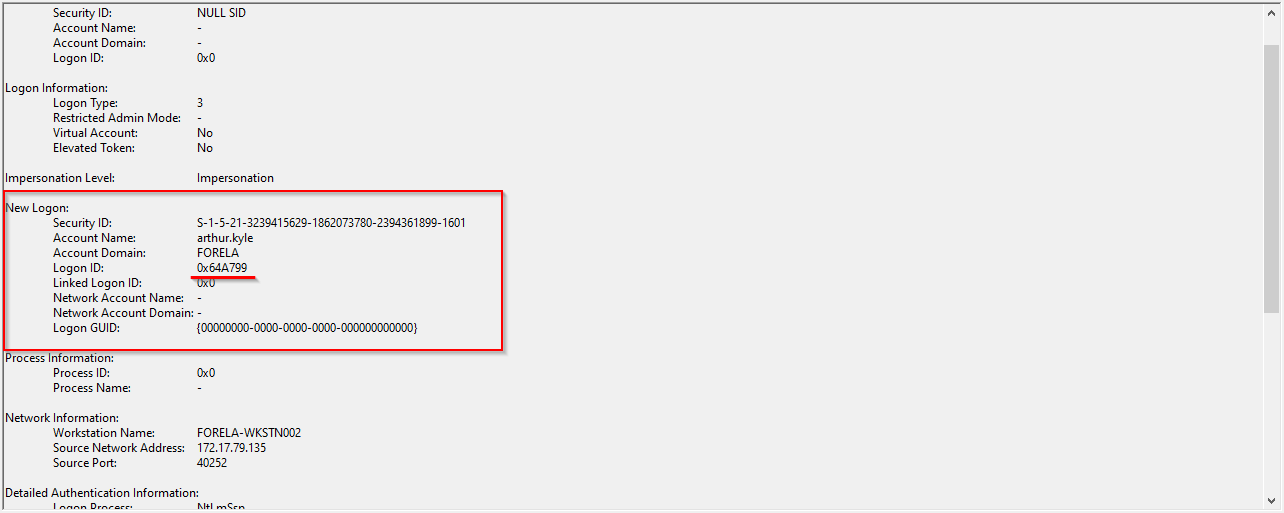 Security ID: NULL SID
Account Name: -
Account Domain: -
Logon ID: 0x0
Logon Information:
Logon Type: 3
Restricted Admin Mode: -
Virtual Account: No
Elevated Token: No
Impersonation Level: Impersonation
New Logon:
Security ID: S-1-5-21-3239415629-1862073780-2394361899-1601
Account Name: arthur.kyle
Account Domain: FORELA
Logon ID: 0x64A799
Linked Logon ID: 0x0
Network Account Name: -
Network Account Domain: -
Logon GUID: {00000000-0000-0000-0000-000000000000}
Process Information:
Process ID: 0x0
Process Name: -
Network Information:
Workstation Name: FORELA-WKSTN002
Source Network Address: 172.17.79.135
Source Port: 40252
Detailed Authentication Information:
Logon Process: NtLmSsp